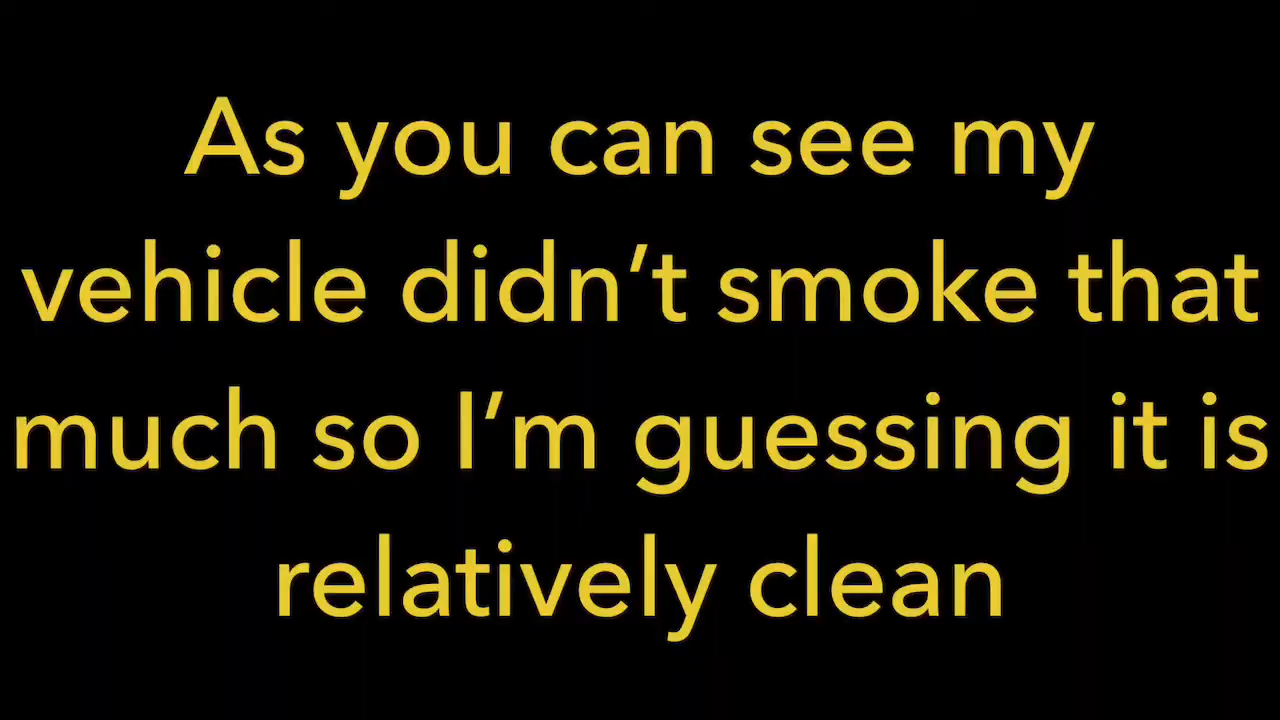 As you can see my
vehicle didn’t smoke that
much so I’m guessing it is
relatively clean